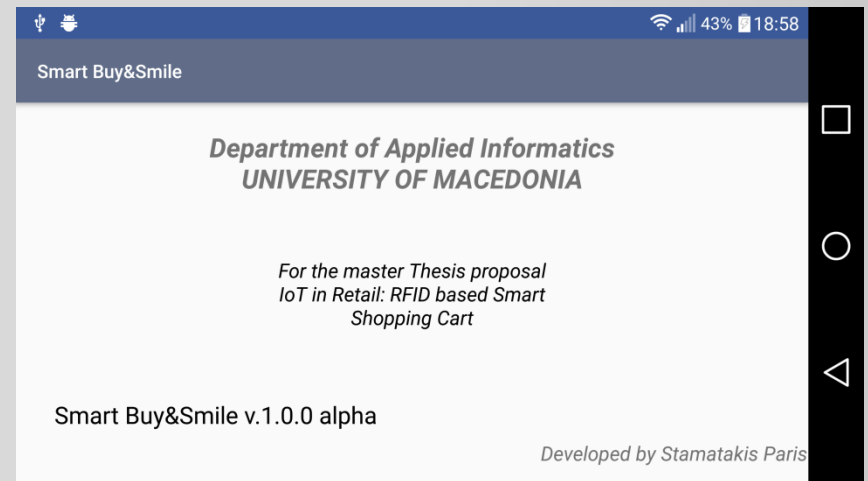 43% 18:58
Smart Buy&Smile
Department of Applied Informatics
UNIVERSITY OF MACEDONIA
For the master Thesis proposal
IoT in Retail: RFID based Smart
Shopping Cart
Smart Buy&Smile v.1.0.0 alpha
Developed by Stamatakis Paris